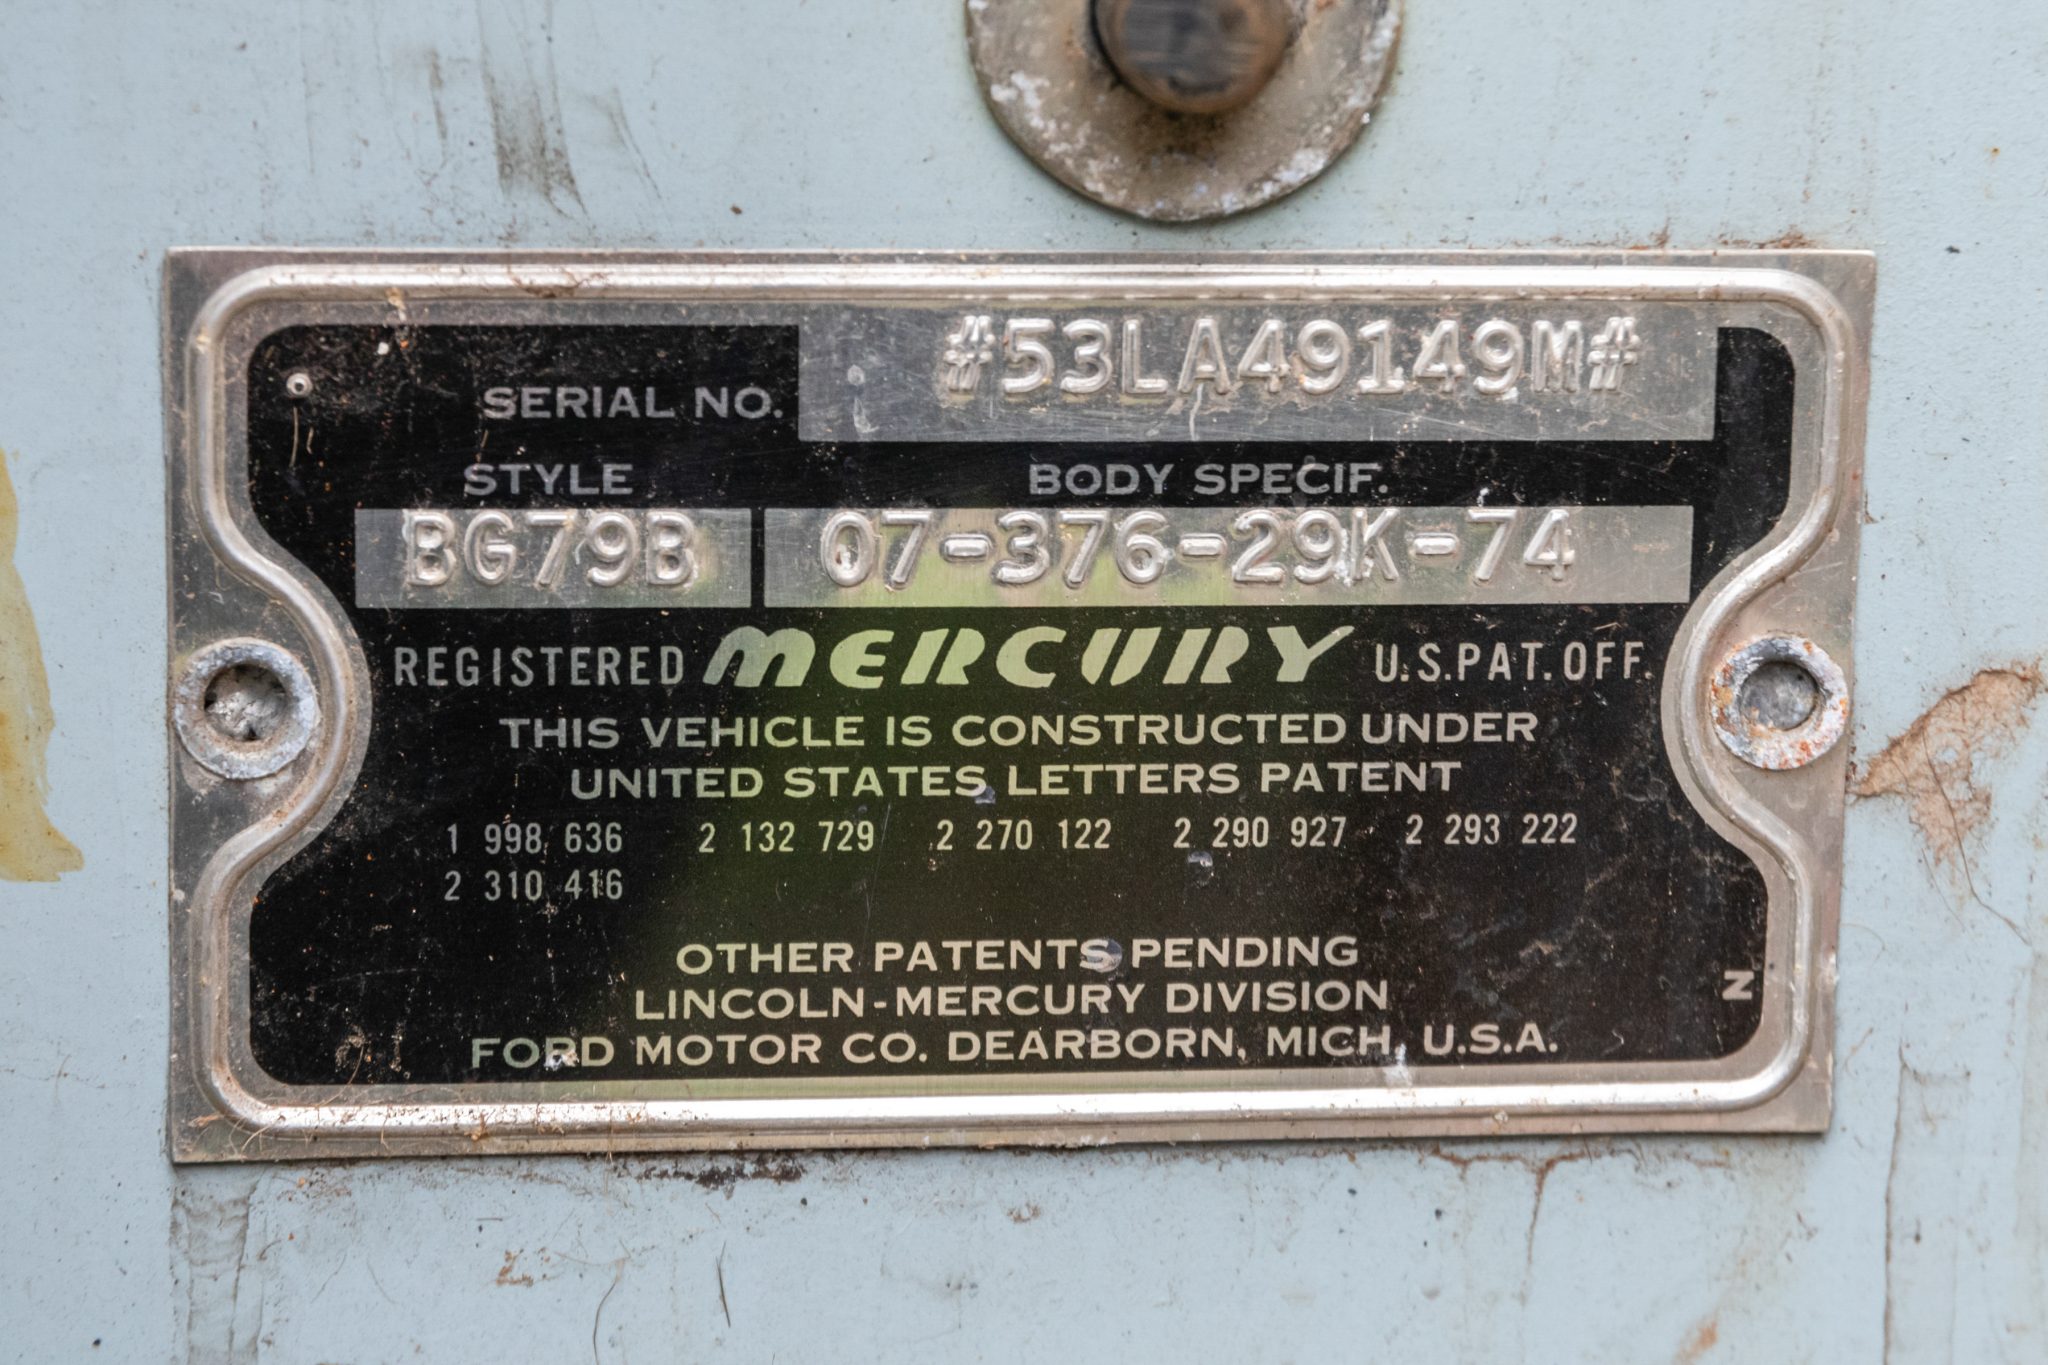 SERIAL NO. #53LA49149M#
STYLE BODY SPECIF.
BG79B 07-376-29K-74
REGISTERED MERCURY U.S.PAT.OFF.
THIS VEHICLE IS CONSTRUCTED UNDER
UNITED STATES LETTERS PATENT
1 998 636 2 132 729 2 270 122 2 290 927 2 293 222
2 310 416
OTHER PATENTS PENDING
LINCOLN-MERCURY DIVISION
FORD MOTOR CO. DEARBORN, MICH. U.S.A.
N